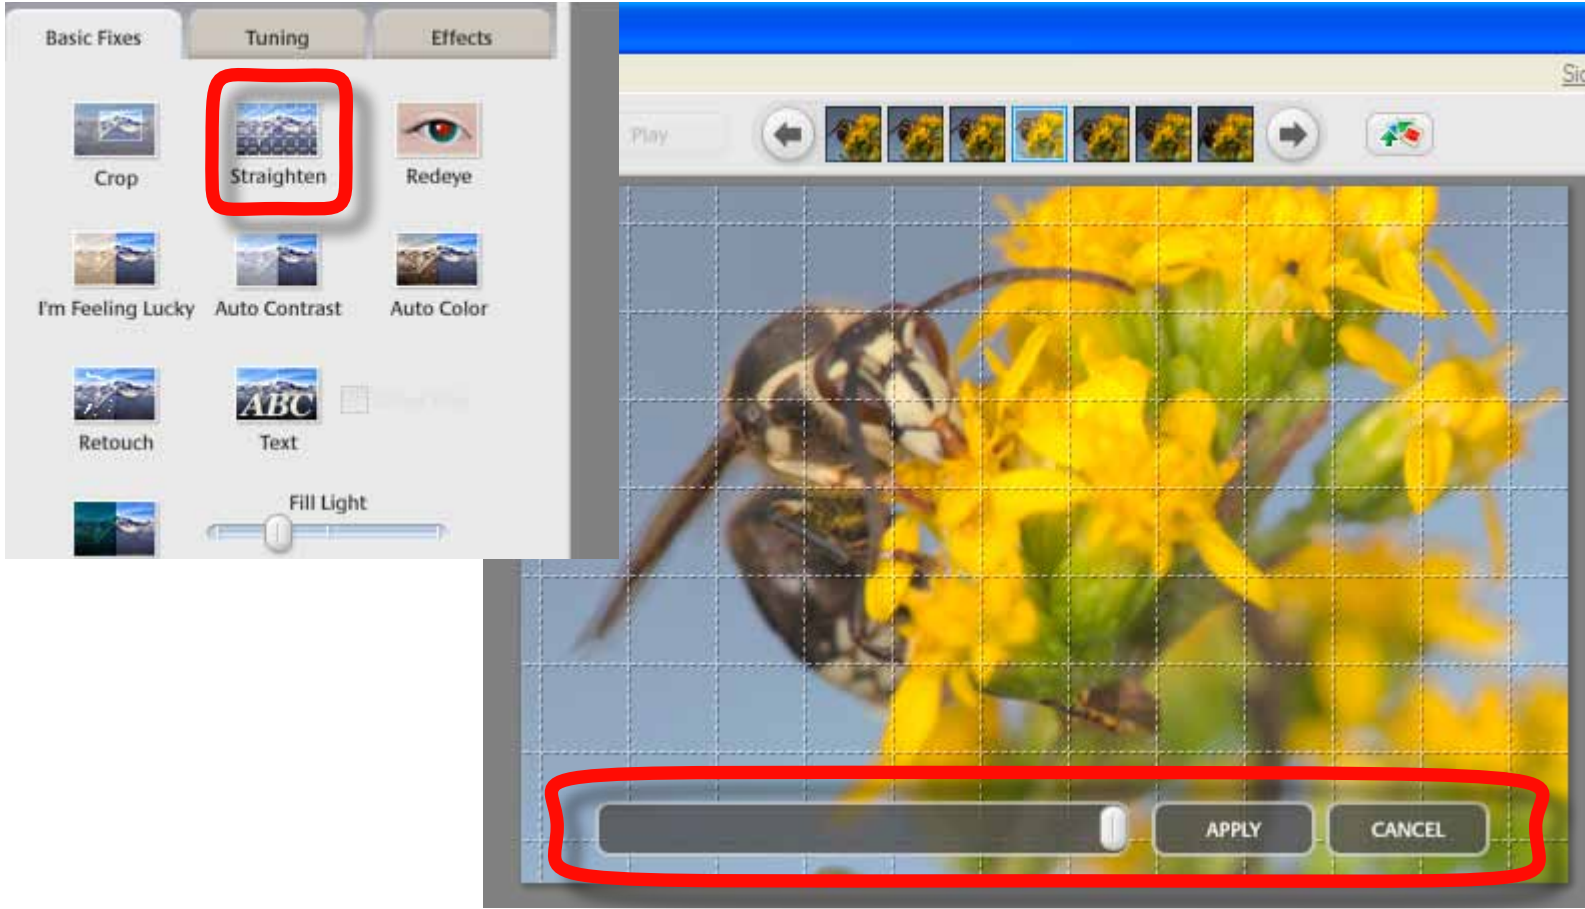 Basic Fixes Tuning Effects
Crop Straighten Redeye
I'm Feeling Lucky Auto Contrast Auto Color
ABC
Retouch Text
Fill Light
Play
APPLY CANCEL